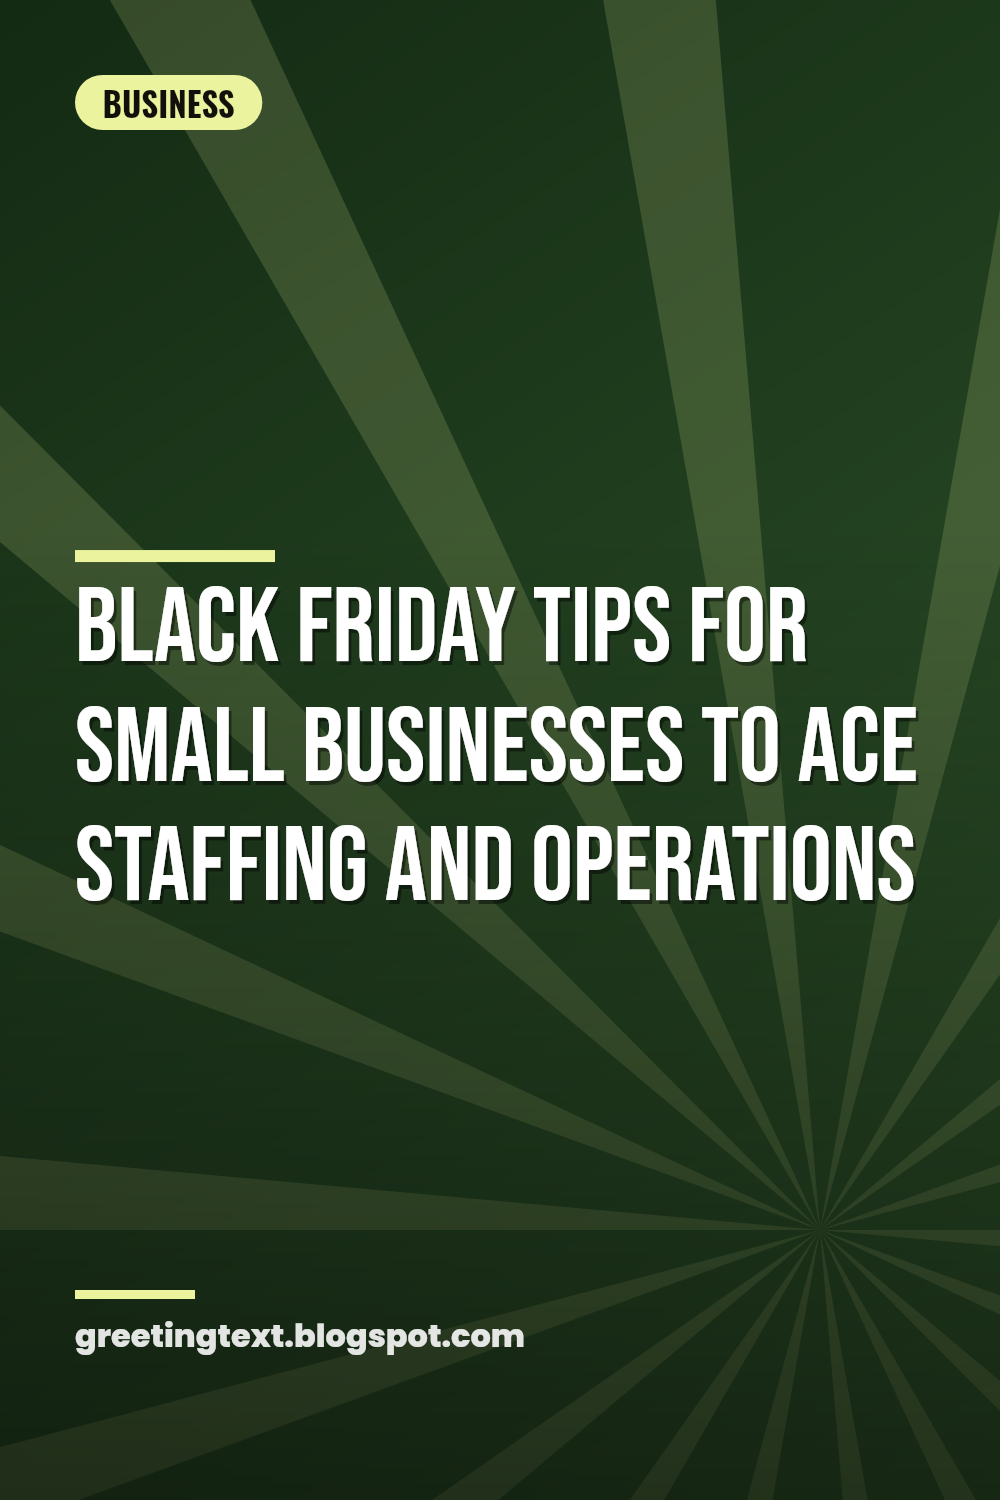 BUSINESS
BLACK FRIDAY TIPS FOR
SMALL BUSINESSES TO ACE
STAFFING AND OPERATIONS
greetingtext.blogspot.com